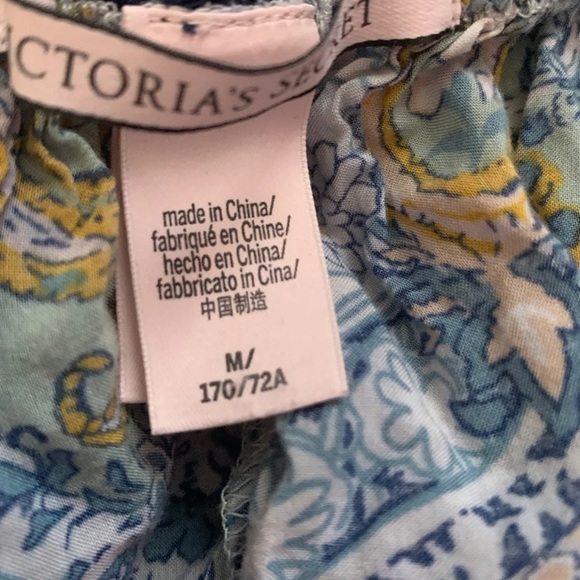 VICTORIA'S SECRET
made in China/
fabriqué en Chine/
hecho en China/
fabbricato in Cina/
中国制造
M/
170/72A